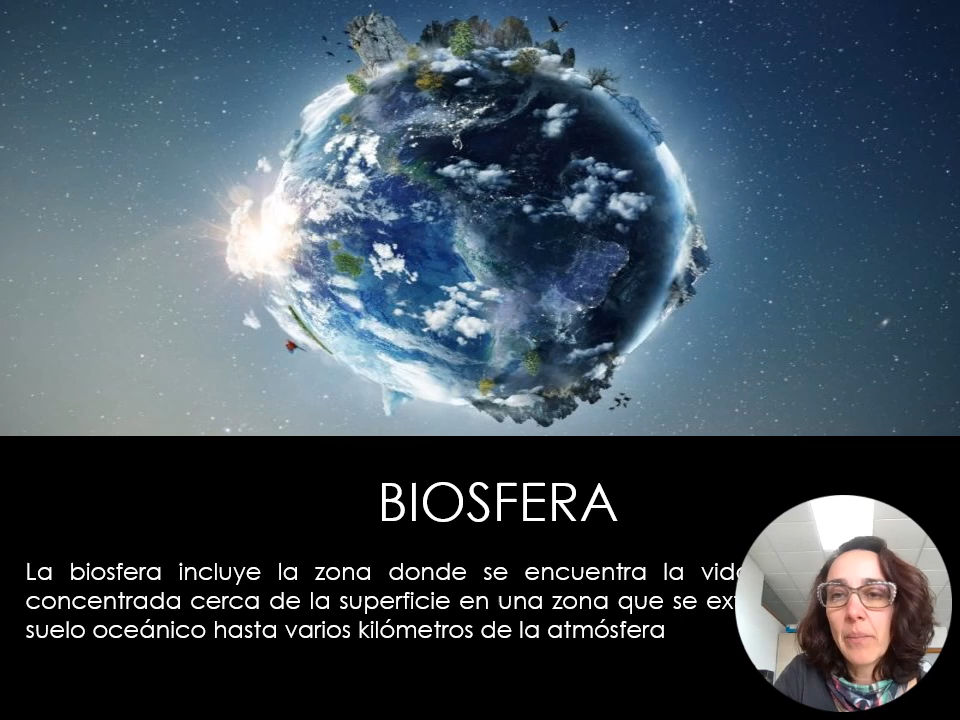 BIOSFERA
La biosfera incluye la zona donde se encuentra la
concentrada cerca de la superficie en una zona que se
suelo oceánico hasta varios kilómetros de la atmósfera